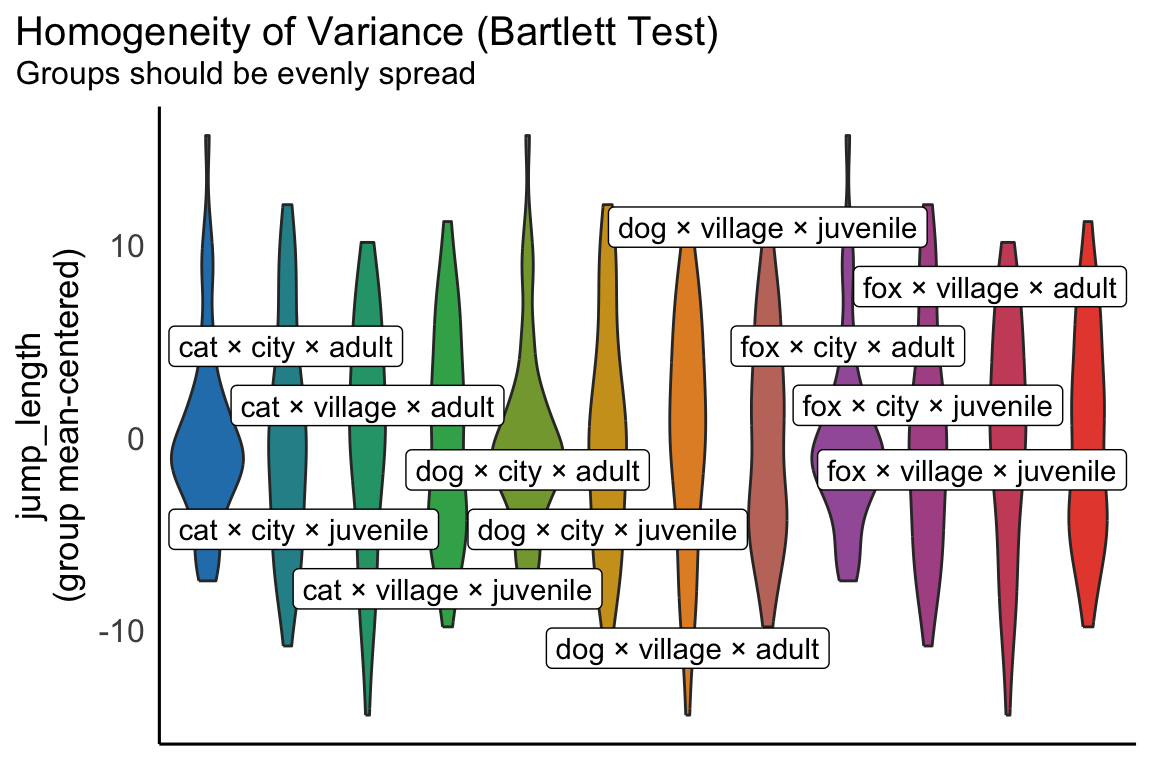 Homogeneity of Variance (Bartlett Test)
Groups should be evenly spread
jump_length
(group mean-centered)
10
0
-10
dog × village × juvenile
fox × village × adult
cat × city × adult
fox × city × adult
cat × village × adult
fox × city × juvenile
dog × city × adult
fox × village × juvenile
cat × city × juvenile
dog × city × juvenile
cat × village × juvenile
dog × village × adult